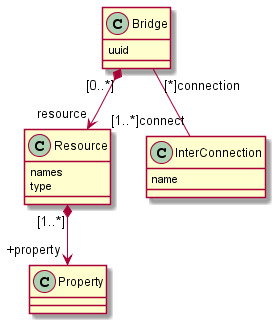 C Bridge
uuid
[0..*]
[*]connection
resource
[1..*]connect
C Resource
names
type
C InterConnection
name
[1..*]
+property
C Property